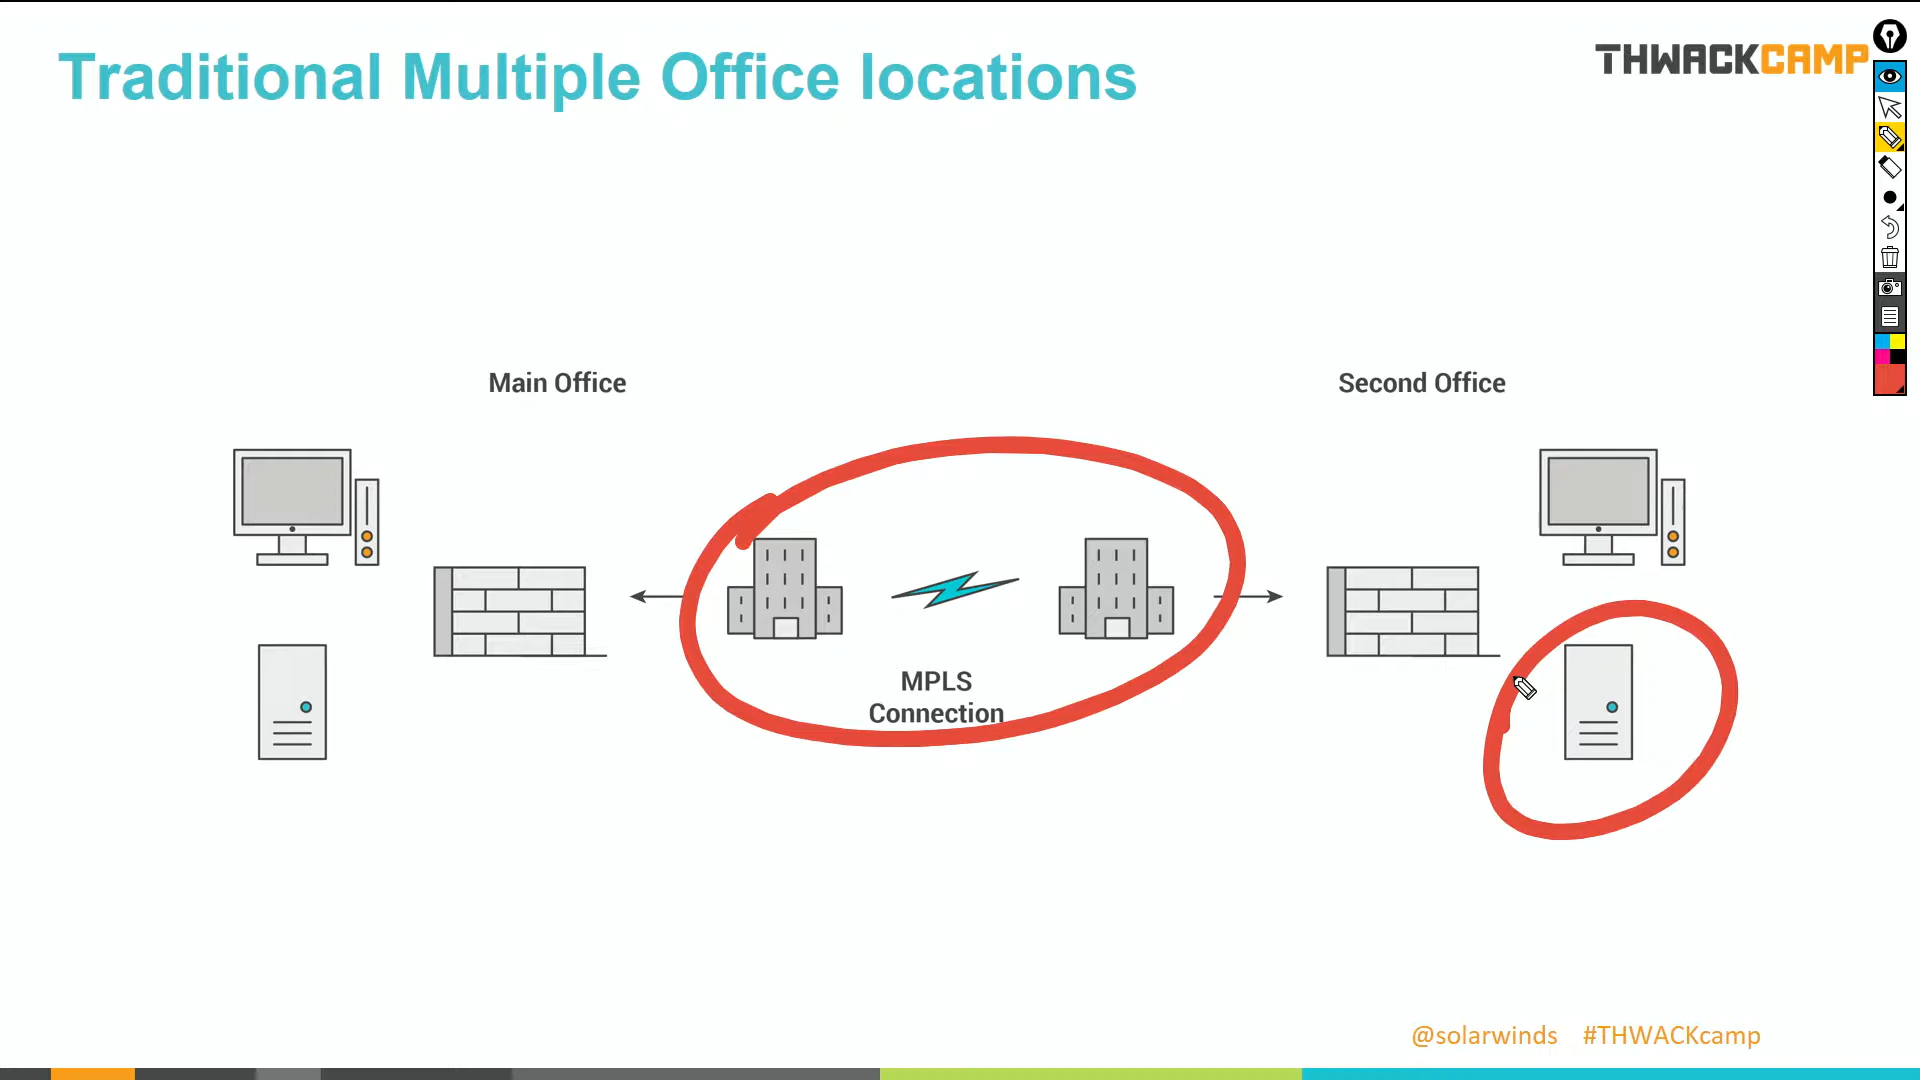 Traditional Multiple Office locations
THWACKCAMP
Main Office
Second Office
MPLS
Connection
@solarwinds #THWACKcamp